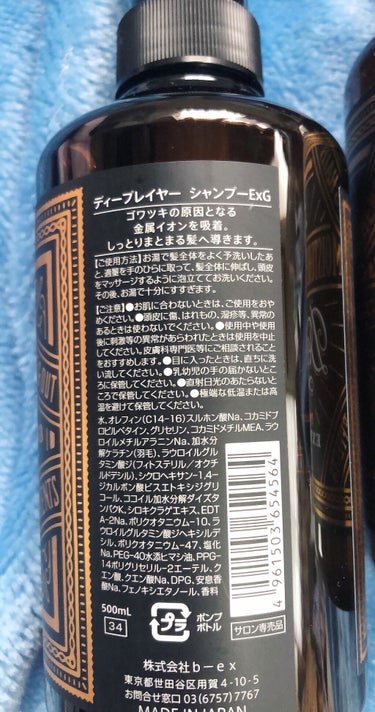 ディープレイヤー シャンプーExG
ゴワツキの原因となる
金属イオンを吸着。
しっとりまとまる髪へ導きます。
【ご使用方法】お湯で髪全体をよく予洗いしたあ
と、適量を手のひらに取って、髪全体に伸ばし、頭皮
をマッサージするように泡立ててお洗いください。
その後、お湯で十分にすすぎます。
【ご注意】●お肌に合わないときは、ご使用をおや
めください。●頭皮に傷、はれもの、湿疹等、異常の
あるときは使わないでください。●使用中や使用
後に刺激等の異常があらわれたときは使用を中止
してください。皮膚科専門医等にご相談されること
をおすすめします。●目に入ったときは、直ちに洗
い流してください。●乳幼児の手の届かないとこ
ろに保管してください。●直射日光のあたらないと
ころで保管してください。●極端な低温または高
温を避けて保管してください。
水、オレフィン(C14-16)スルホン酸Na、コカミドプ
ロピルベタイン、グリセリン、コカミドメチルMEA、ラウ
ロイルメチルアラニンNa、加水分
解ケラチン(羽毛)、ラウロイルグル
タミン酸ジ(フィトステリル/オクチ
ルドデシル)、シクロヘキサン-1,4-
ジカルボン酸ビスエトキシジグリ
コール、ココイル加水分解ダイズタ
ンパクK、シロキクラゲエキス、EDT
A-2Na、ポリクオタニウム-10、ラ
ウロイルグルタミン酸ジヘキシルデ
シル、ポリクオタニウム-47、塩化
Na、PEG-40水添ヒマシ油、PPG-
14ポリグリセリル-2エーテル、ク
エン酸、クエン酸Na、DPG、安息香
酸Na、フェノキシエタノール、香料
4 961503 654564
500mL
34
プラ
ポンプ
ボトル
サロン専売品
株式会社b-ex
東京都世田谷区用賀4-10-5
お問合せ窓口 03(6757)7767
MADE IN JAPAN